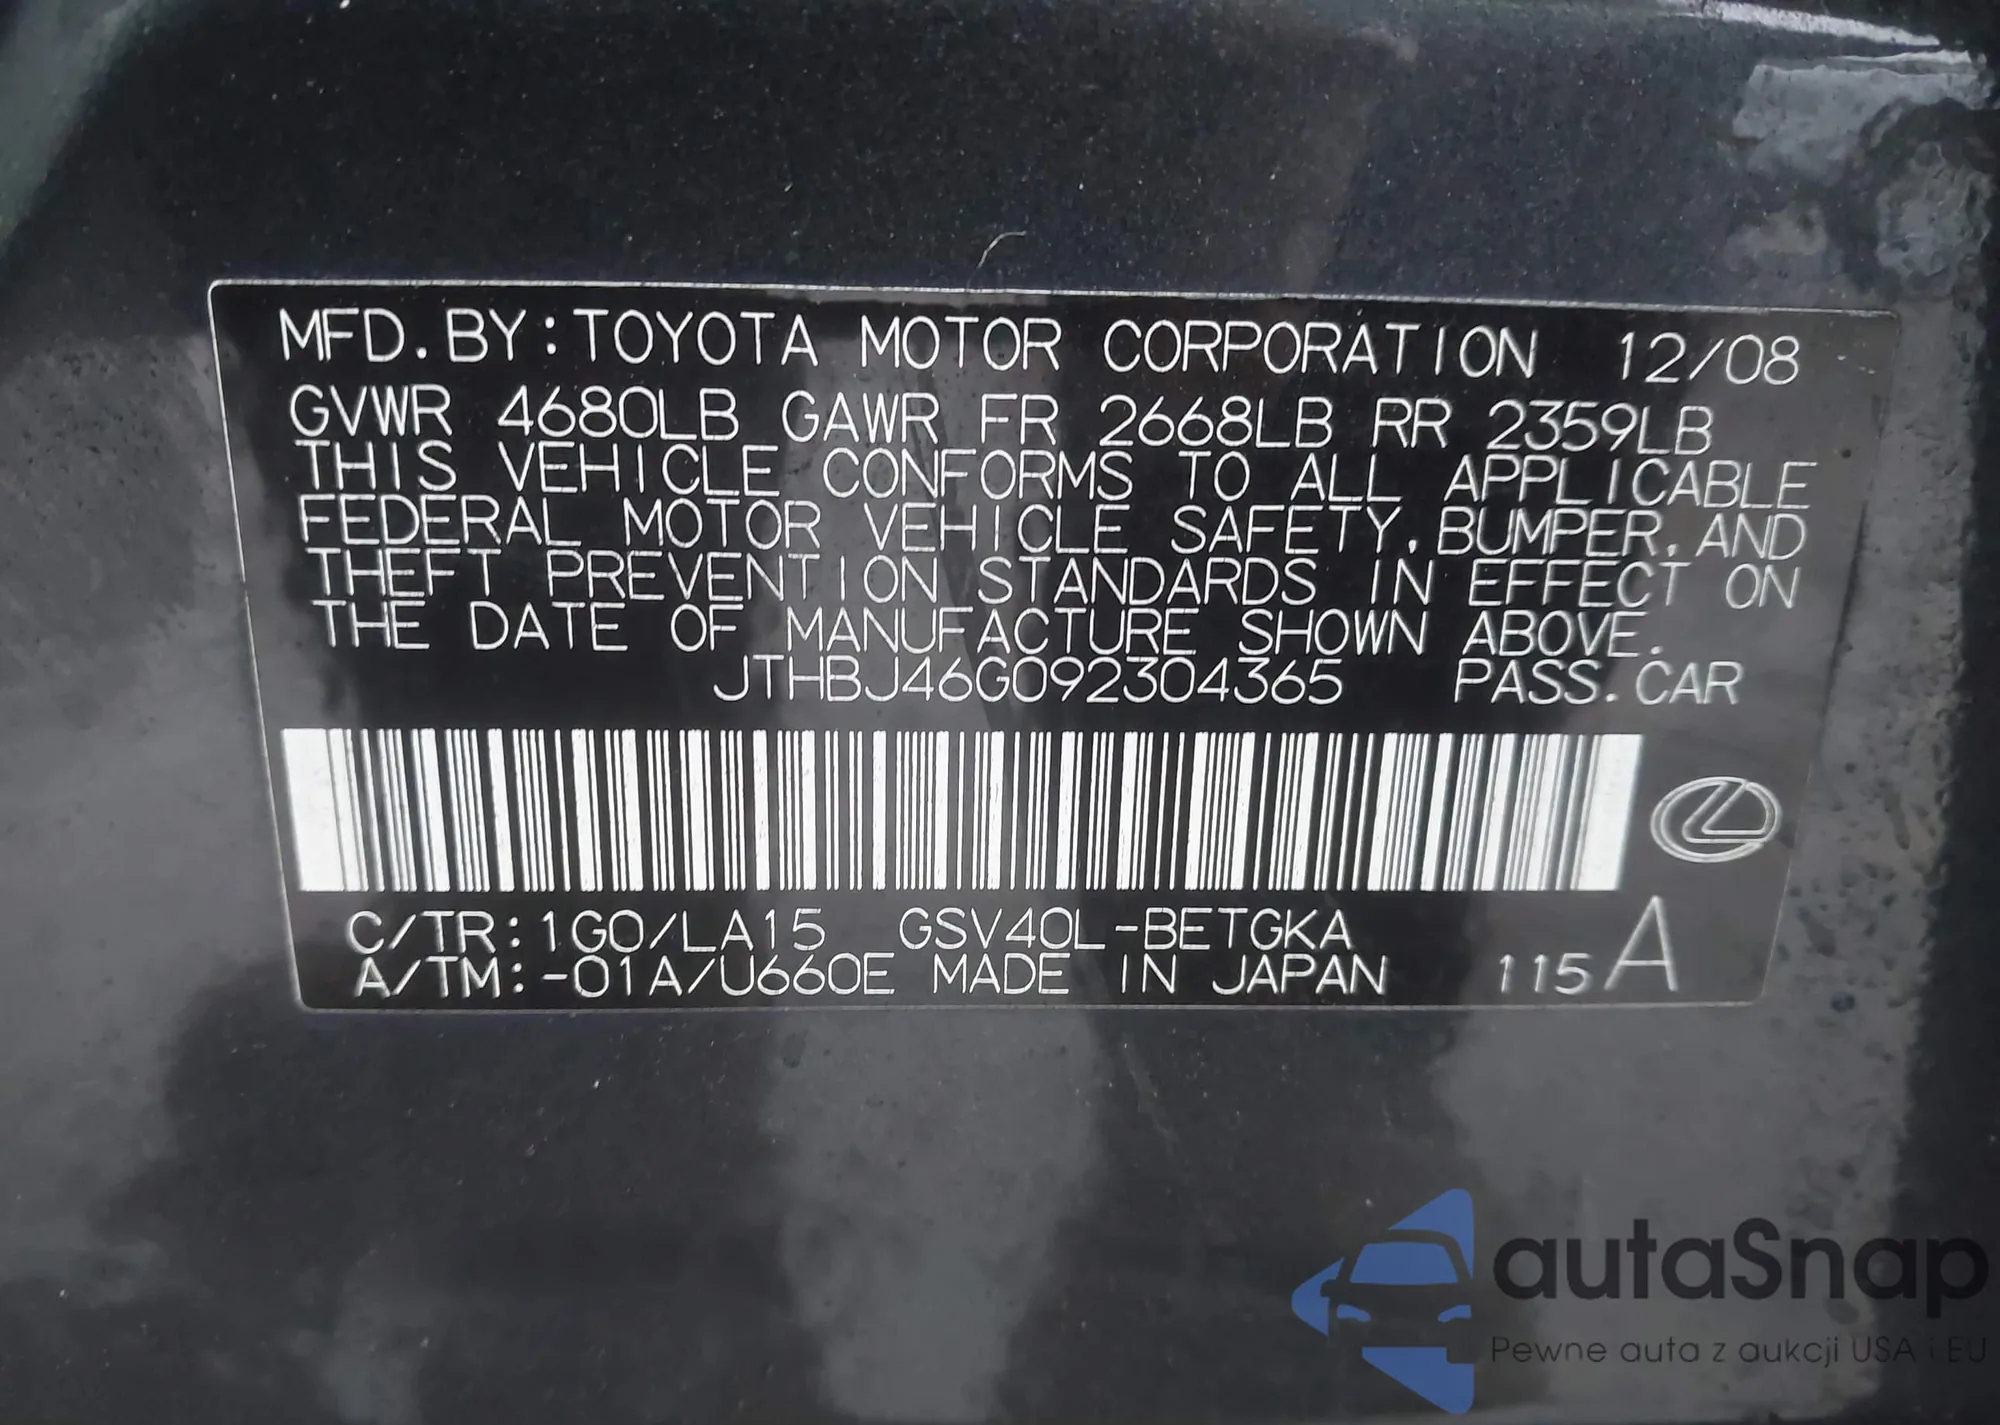 MFD. BY: TOYOTA MOTOR CORPORATION 12/08
GVWR 4680LB GAWR FR 2668LB RR 2359LB
THIS VEHICLE CONFORMS TO ALL APPLICABLE
FEDERAL MOTOR VEHICLE SAFETY, BUMPER, AND
THEFT PREVENTION STANDARDS IN EFFECT ON
THE DATE OF MANUFACTURE SHOWN ABOVE.
JTHBJ46G092304365 PASS. CAR
C/TR: 1G0/LA15 GSV40L-BETGKA
A/TM: -01A/U660E MADE IN JAPAN 115A
autaSnap
Pewne auta z aukcji USA i EU